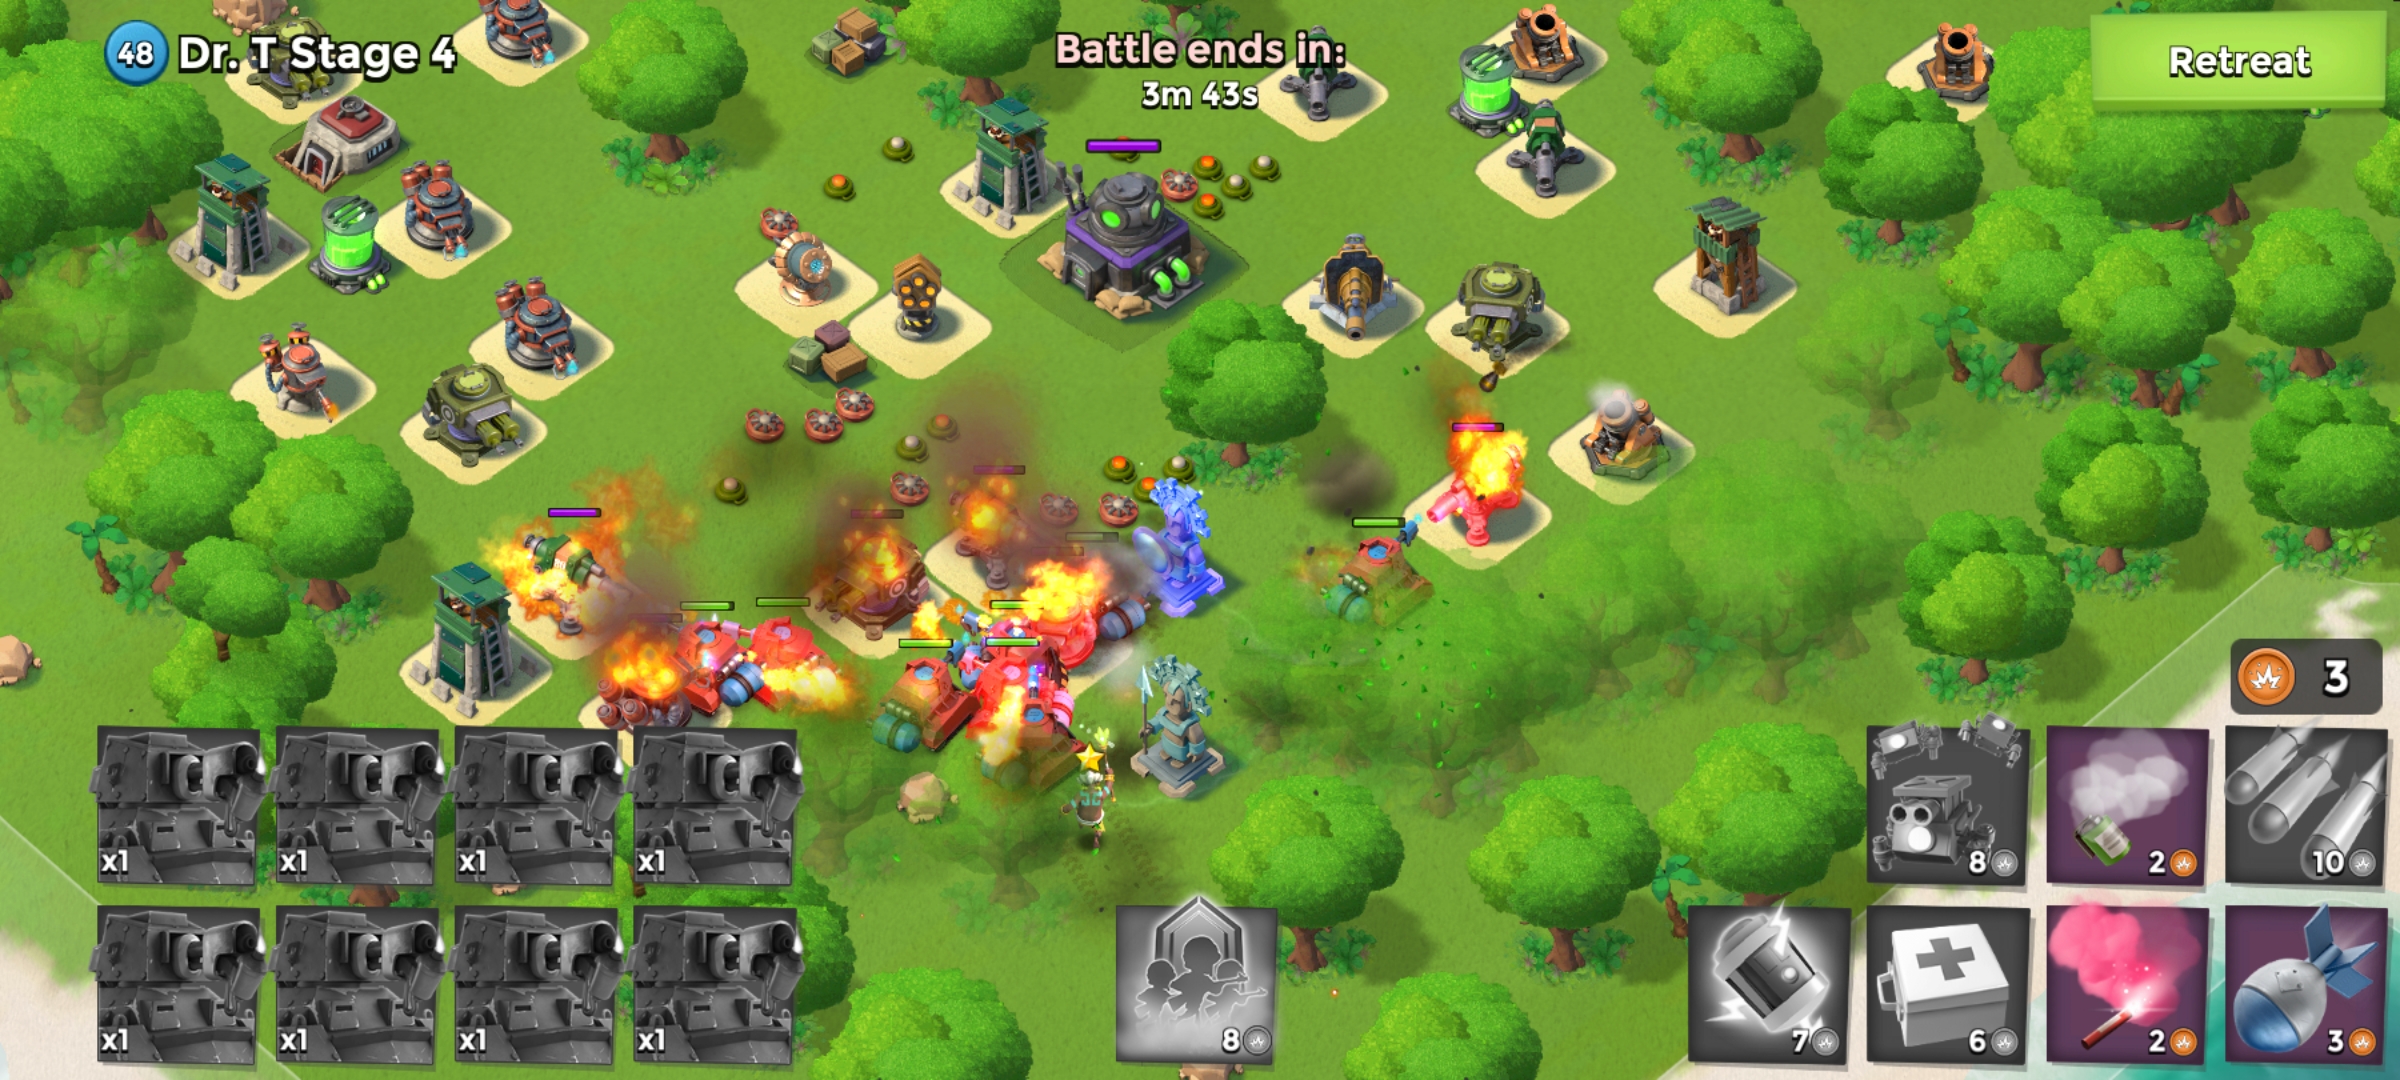 48 Dr. T Stage 4
Battle ends in:
3m 43s
Retreat
3
x1 x1 x1 x1
8 2 10
x1 x1 x1 x1
8 7 6 2 3